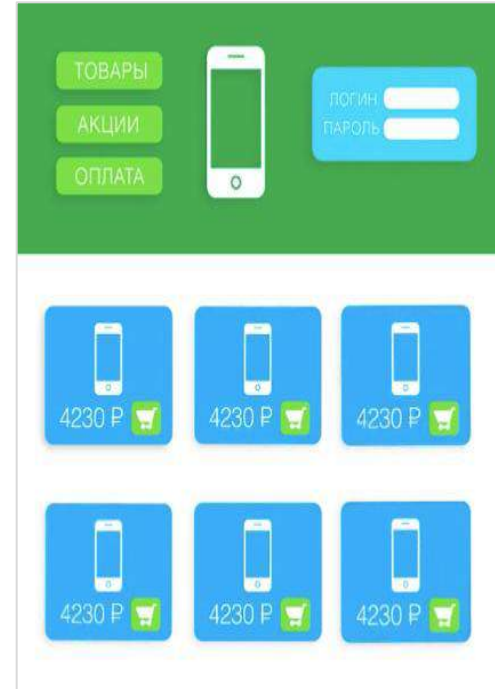 ТОВАРЫ
АКЦИИ
ОПЛАТА
ЛОГИН
ПАРОЛЬ
4230 ₽ 4230 ₽ 4230 ₽
4230 ₽ 4230 ₽ 4230 ₽